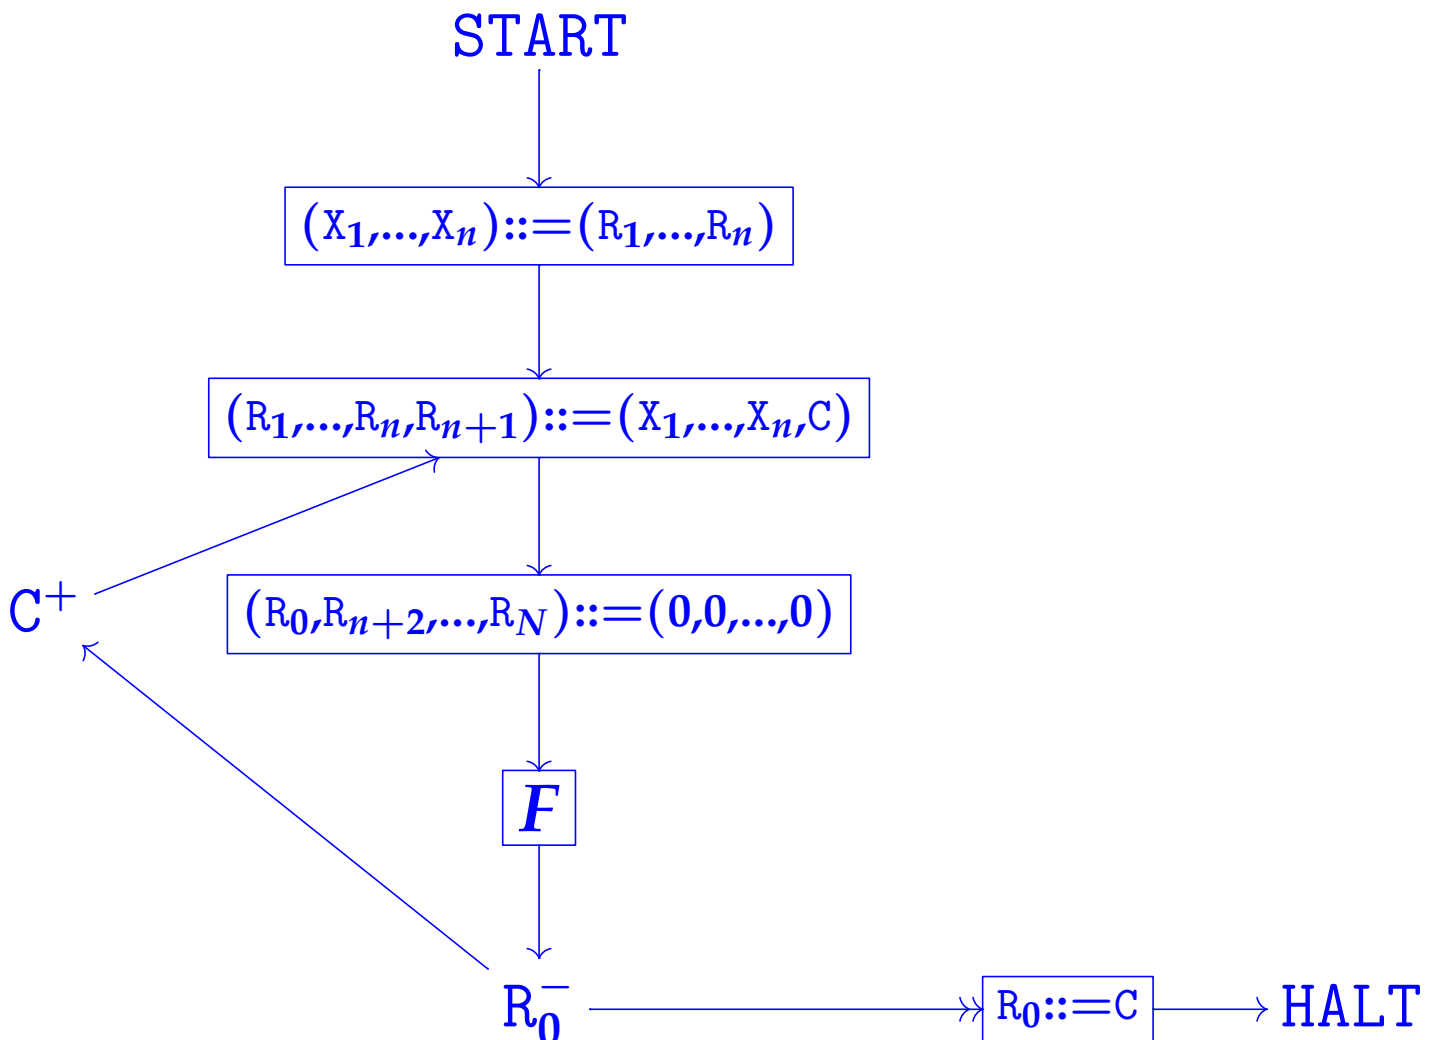 START
(X₁,...,Xₙ)::=(R₁,...,Rₙ)
(R₁,...,Rₙ,Rₙ₊₁)::=(X₁,...,Xₙ,C)
C⁺
(R₀,Rₙ₊₂,...,R_N)::=(0,0,...,0)
F
R₀⁻
R₀::=C
HALT